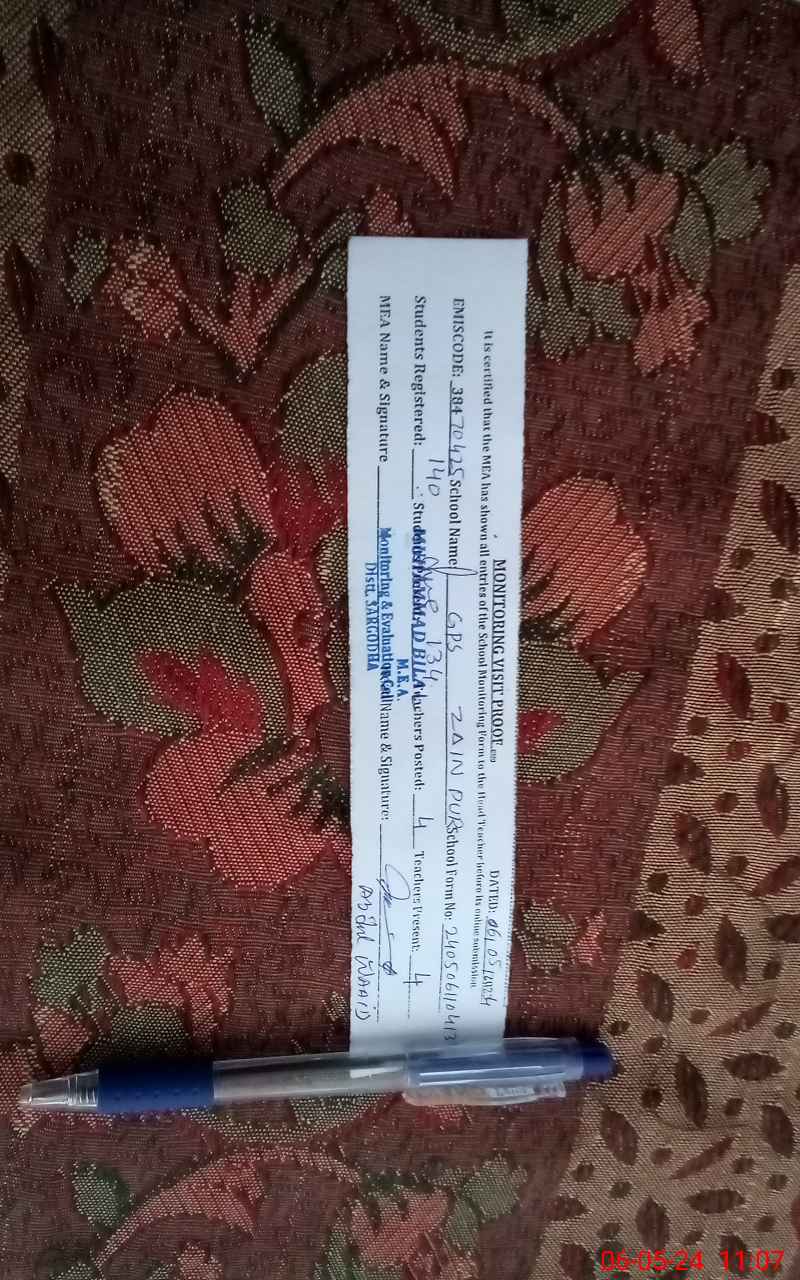 MONITORING VISIT PROOF
DATED: 06/05/2024
It is certified that the MEA has shown all entries of the School Monitoring Form to the Head Teacher before its online submission.
EMISCODE: 38470425 School Name GPS ZAIN PUR School Form No: 240506110413
Students Registered: 140 Students 134 Teachers Posted: 4 Teachers Present: 4
MUHAMMAD BILAL
M.E.A.
MEA Name & Signature Name & Signature:
Monitoring & Evaluation Cell
Distt. SARGODHA
Abdul WAAJD
06-05-24 11:07